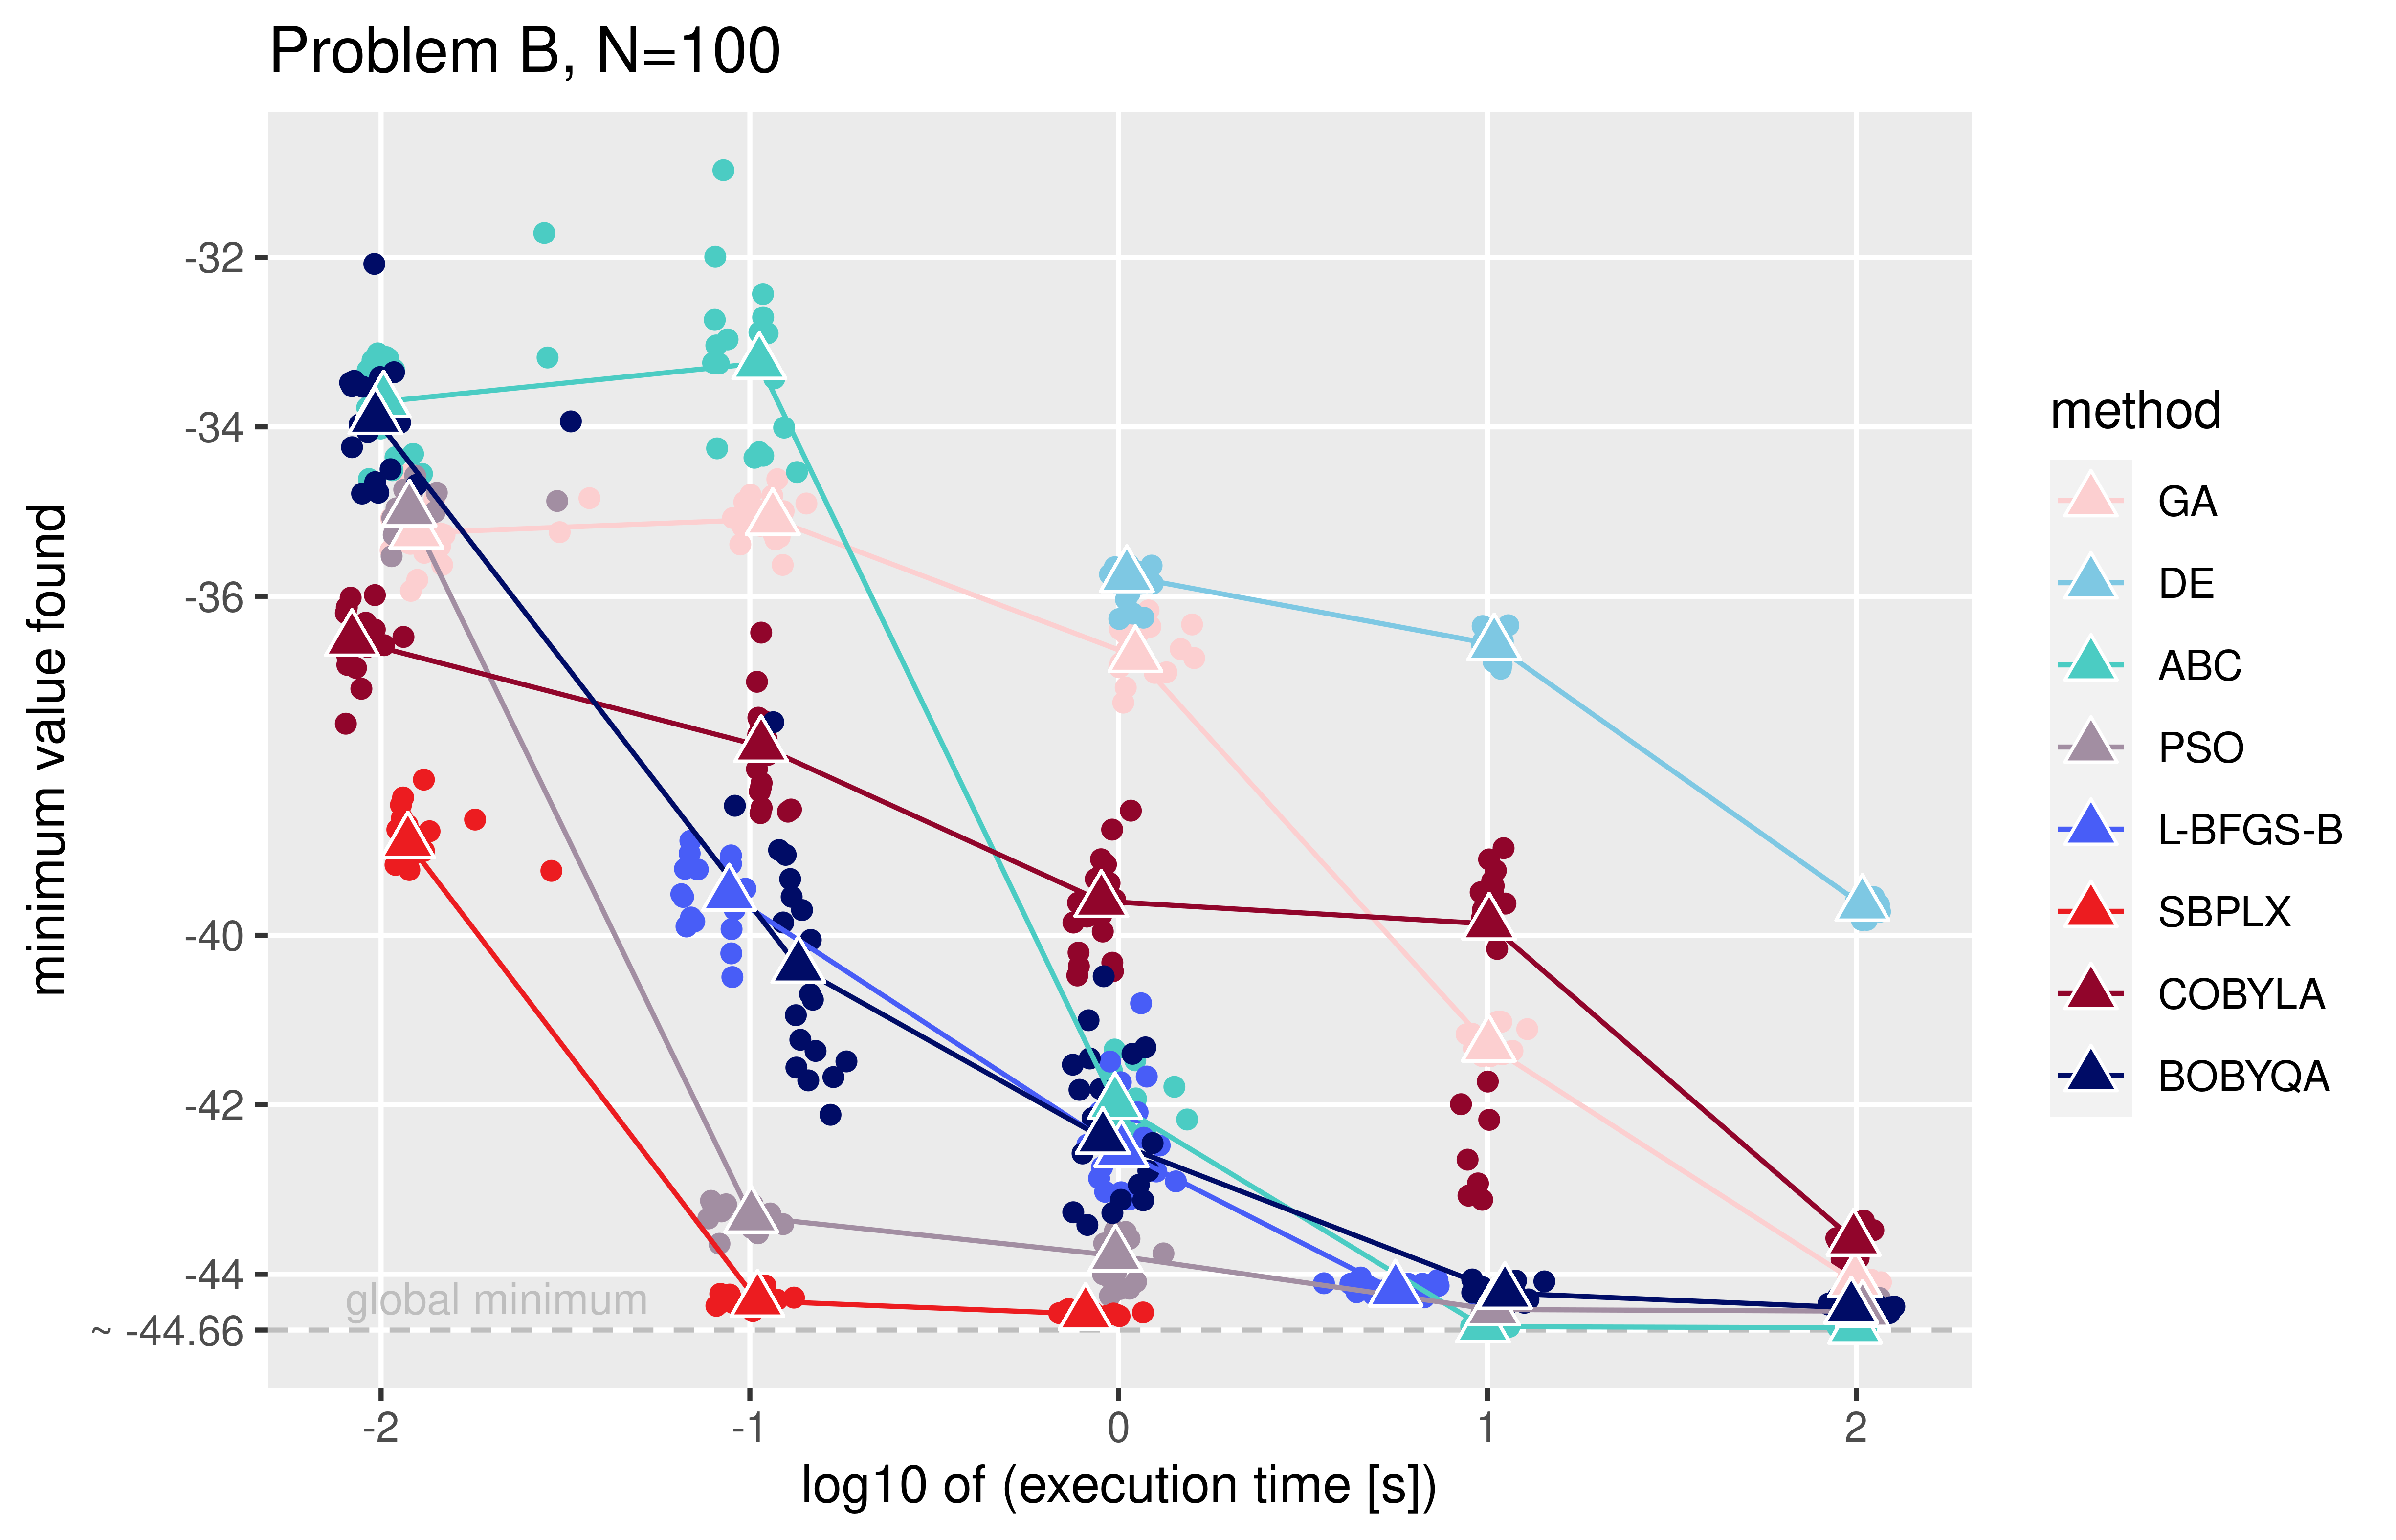 Problem B, N=100
minimum value found
-32
-34
-36
-40
-42
-44
~ -44.66
global minimum
-2
-1
0
1
2
log10 of (execution time [s])
method
GA
DE
ABC
PSO
L-BFGS-B
SBPLX
COBYLA
BOBYQA